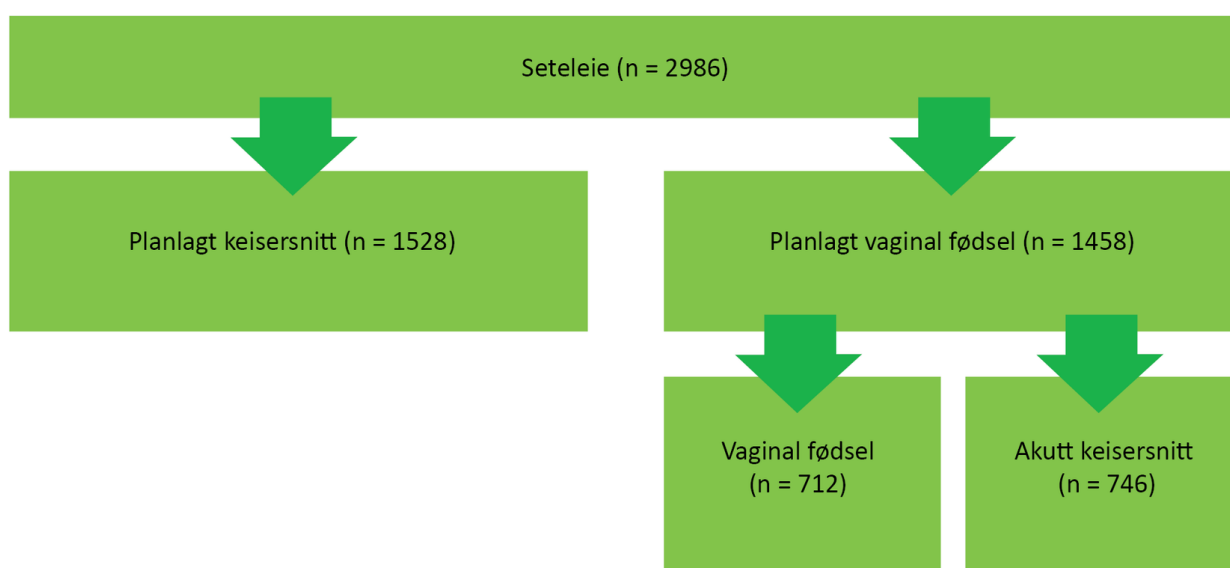 Seteleie (n = 2986)
Planlagt keisersnitt (n = 1528)
Planlagt vaginal fødsel (n = 1458)
Vaginal fødsel
(n = 712)
Akutt keisersnitt
(n = 746)